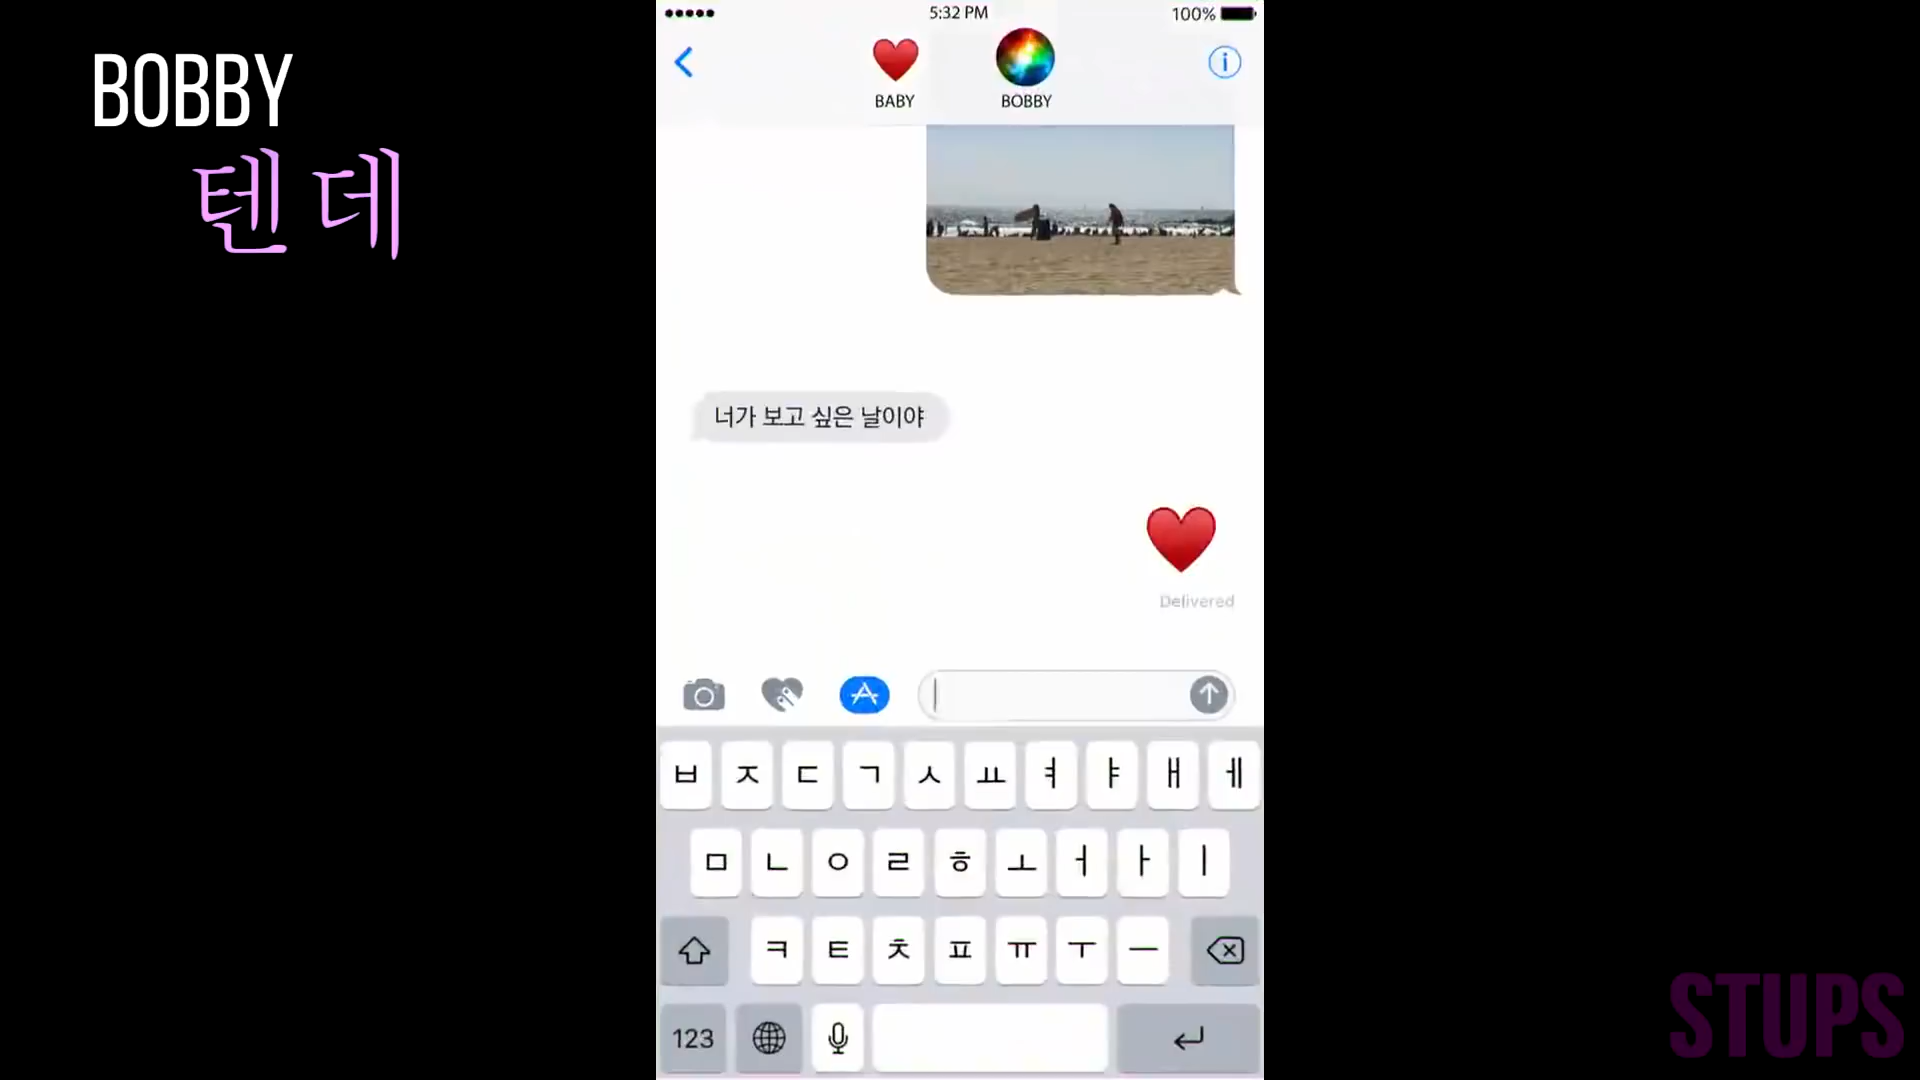 BOBBY
텐데
5:32 PM
100%
BABY
BOBBY
너가 보고 싶은 날이야
Delivered
ㅂ ㅈ ㄷ ㄱ ㅅ ㅛ ㅕ ㅑ ㅐ ㅔ
ㅁ ㄴ ㅇ ㄹ ㅎ ㅗ ㅓ ㅏ ㅣ
ㅋ ㅌ ㅊ ㅍ ㅠ ㅜ ㅡ
123
STUPS